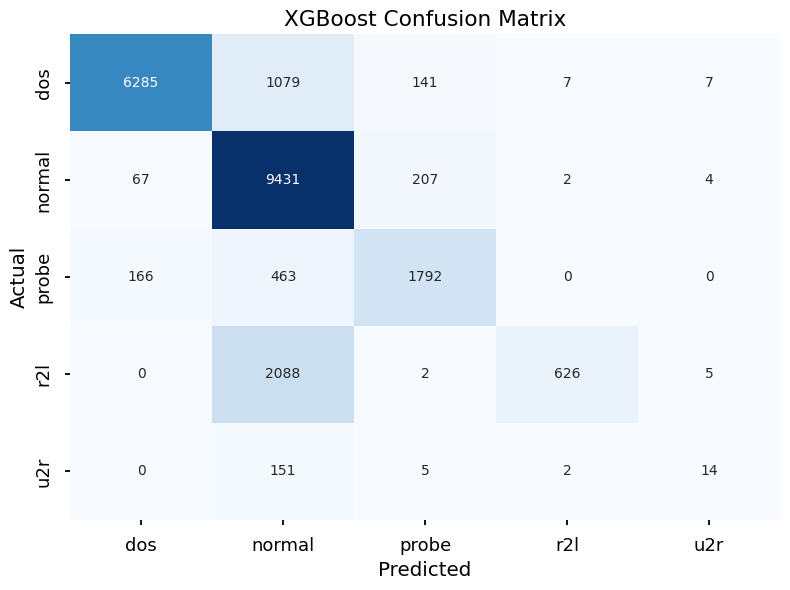 XGBoost Confusion Matrix
Actual
dos 6285 1079 141 7 7
normal 67 9431 207 2 4
probe 166 463 1792 0 0
r2l 0 2088 2 626 5
u2r 0 151 5 2 14
dos normal probe r2l u2r
Predicted